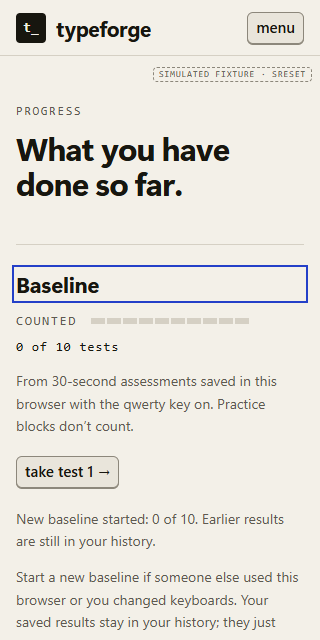 t_ typeforge menu
SIMULATED FIXTURE · SRESET
PROGRESS
What you have
done so far.
Baseline
COUNTED
0 of 10 tests
From 30-second assessments saved in this
browser with the qwerty key on. Practice
blocks don’t count.
take test 1 →
New baseline started: 0 of 10. Earlier results
are still in your history.
Start a new baseline if someone else used this
browser or you changed keyboards. Your
saved results stay in your history; they just